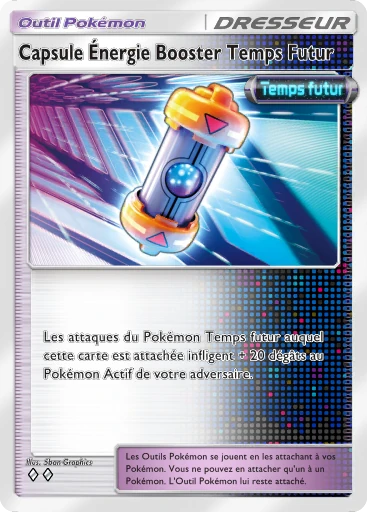 Outil Pokémon
DRESSEUR
Capsule Énergie Booster Temps Futur
Temps futur
Les attaques du Pokémon Temps futur auquel
cette carte est attachée infligent + 20 dégâts au
Pokémon Actif de votre adversaire.
Illus. 5ban Graphics
Les Outils Pokémon se jouent en les attachant à vos
Pokémon. Vous ne pouvez en attacher qu'un à un
Pokémon. L'Outil Pokémon lui reste attaché.